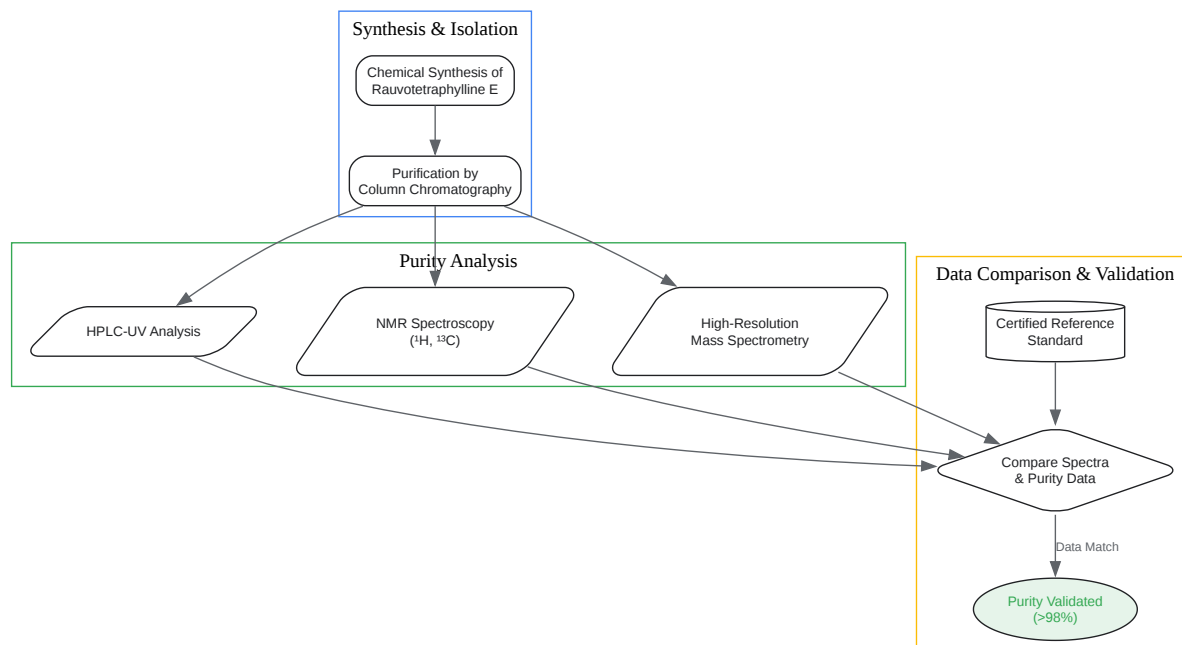 Synthesis & Isolation
Chemical Synthesis of
Rauvotetraphylline E
Purification by
Column Chromatography
Purity Analysis
HPLC-UV Analysis
NMR Spectroscopy
(¹H, ¹³C)
High-Resolution
Mass Spectrometry
Data Comparison & Validation
Certified Reference
Standard
Compare Spectra
& Purity Data
Data Match
Purity Validated
(>98%)